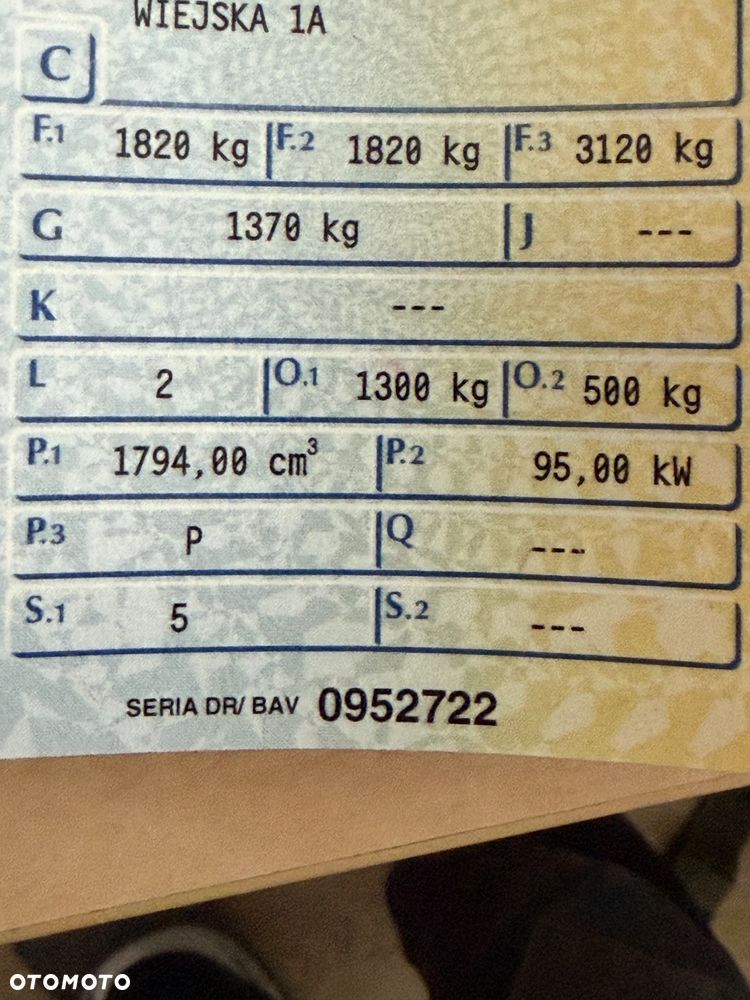 WIEJSKA 1A
C
F.1 1820 kg F.2 1820 kg F.3 3120 kg
G 1370 kg J ---
K ---
L 2 O.1 1300 kg O.2 500 kg
P.1 1794,00 cm³ P.2 95,00 kW
P.3 P Q ---
S.1 5 S.2 ---
SERIA DR/ BAV 0952722
OTOMOTO